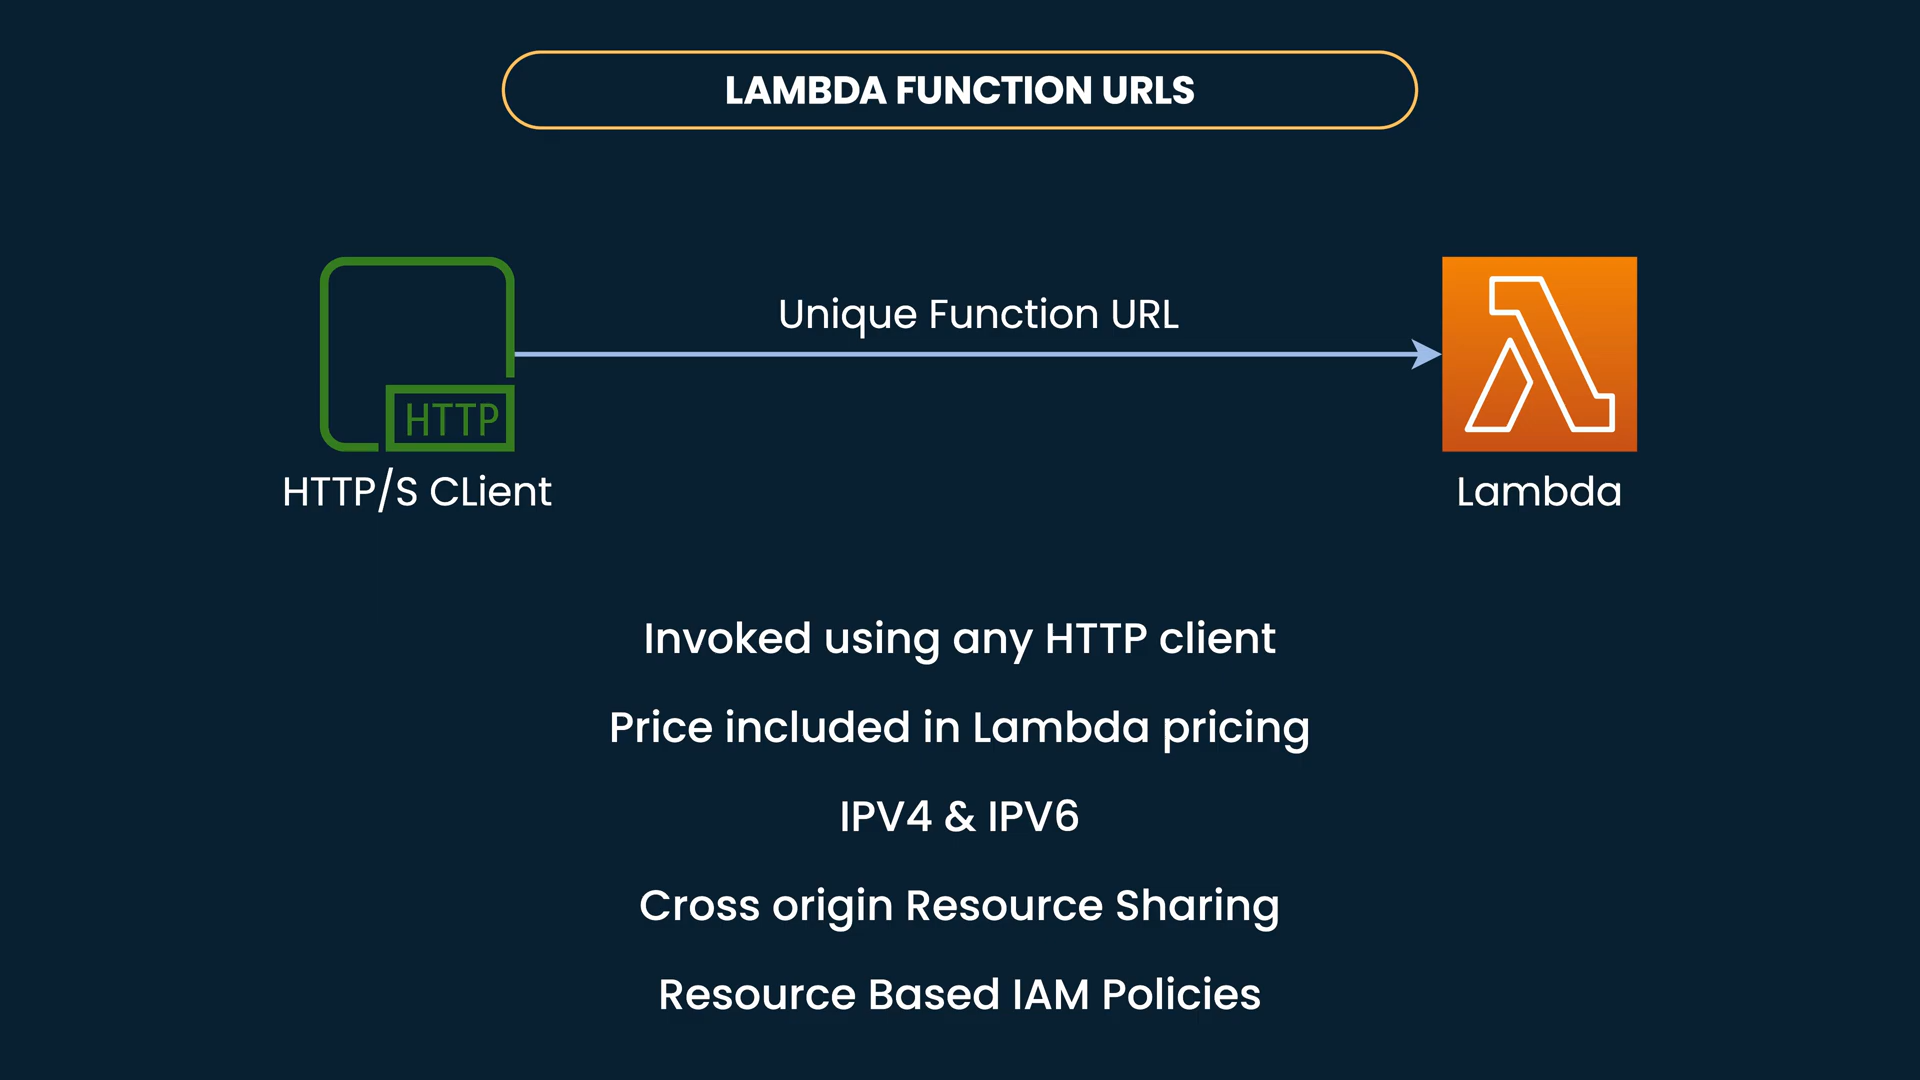 LAMBDA FUNCTION URLS
Unique Function URL
HTTP
HTTP/S CLient
Lambda
Invoked using any HTTP client
Price included in Lambda pricing
IPV4 & IPV6
Cross origin Resource Sharing
Resource Based IAM Policies